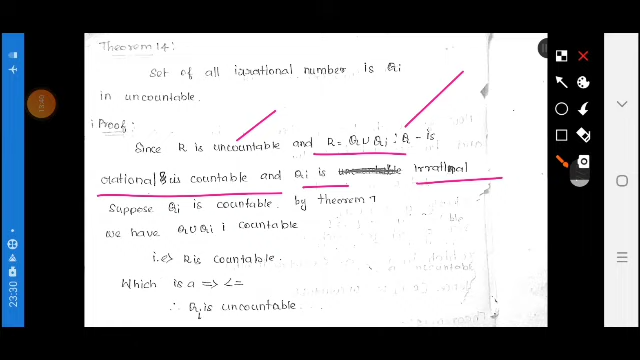 Theorem 14:
Set of all irrational number is Qi
in uncountable.
Proof:
Since R is uncountable and R = Q ∪ Qi ; Q - is
rational & is countable and Qi is irrational
Suppose Qi is countable. by theorem 7
we have Q ∪ Qi i countable
i.e> R is countable.
Which is a => <=
∴ Qi is uncountable
23:30